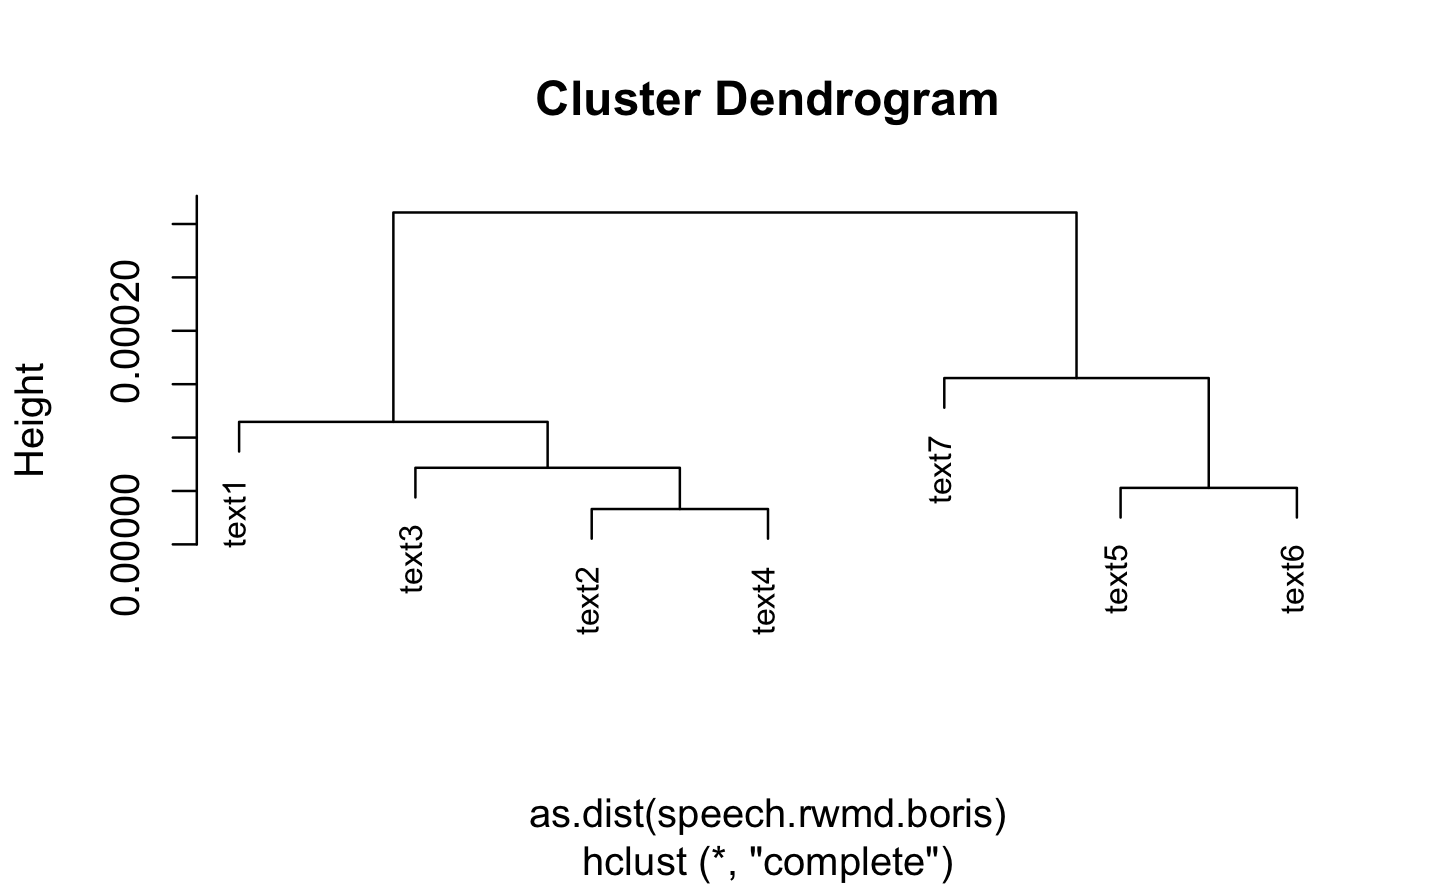 Cluster Dendrogram
Height
0.00000
0.00020
text1
text3
text2
text4
text7
text5
text6
as.dist(speech.rwmd.boris)
hclust (*, "complete")